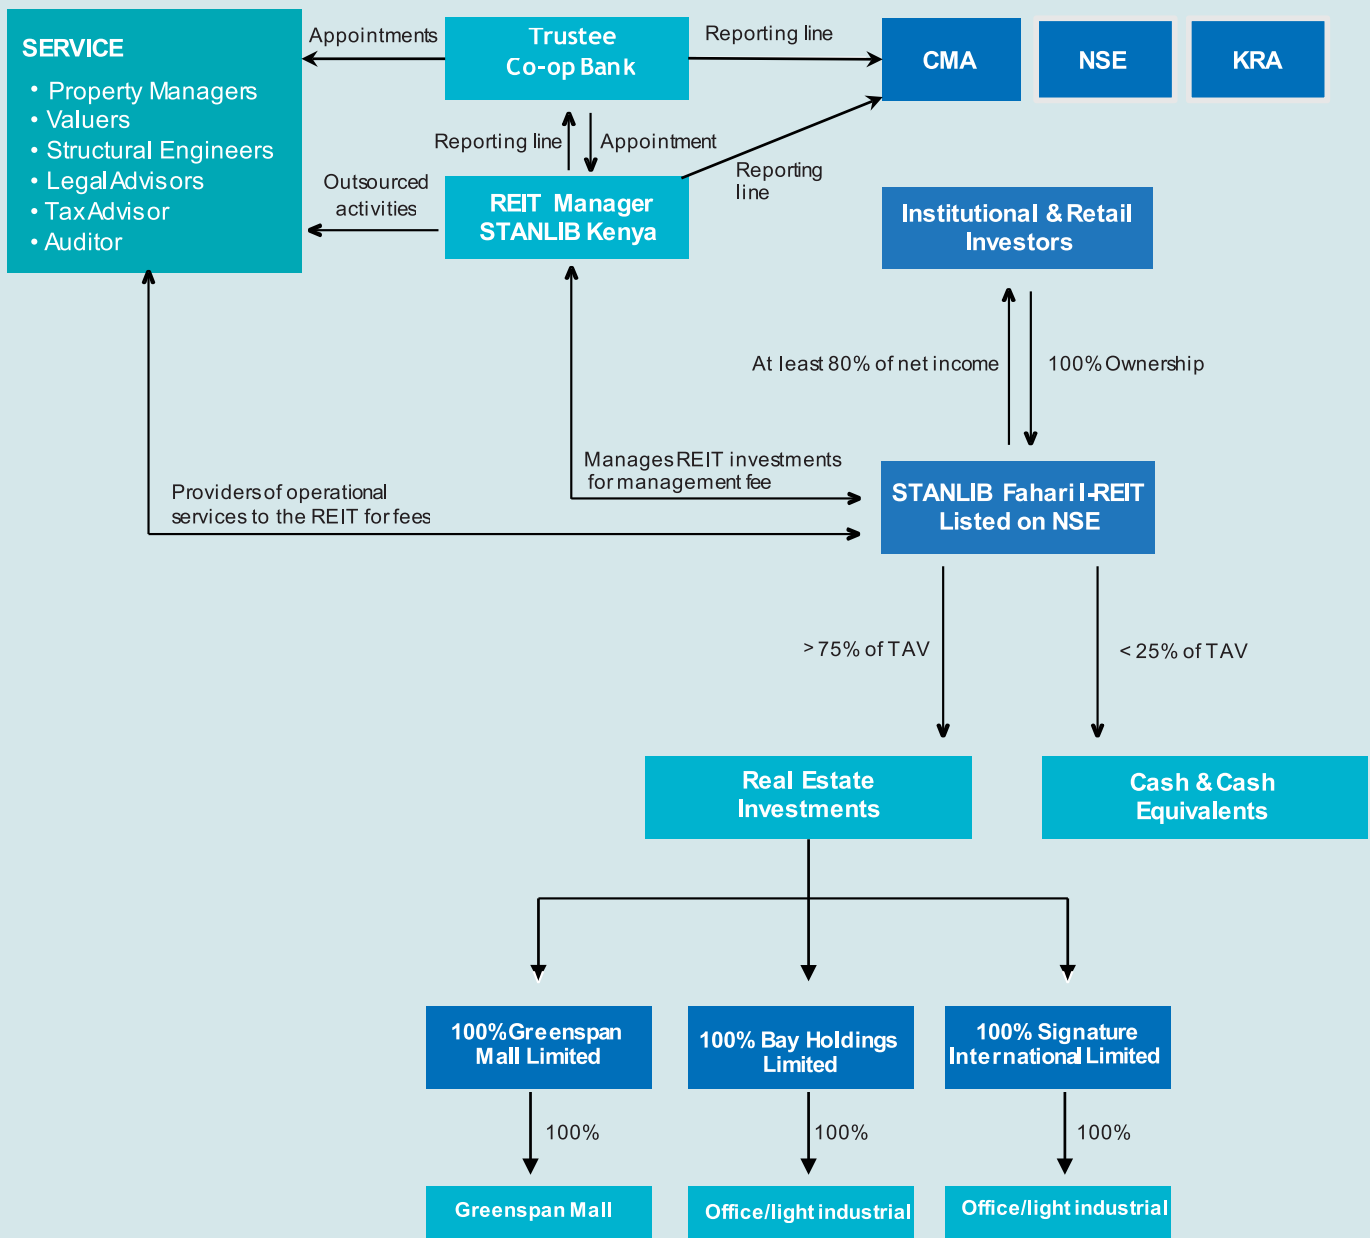 SERVICE
• Property Managers
• Valuers
• Structural Engineers
• Legal Advisors
• Tax Advisor
• Auditor
Appointments
Trustee
Co-op Bank
Reporting line
CMA
NSE
KRA
Reporting line
Appointment
Outsourced
activities
REIT Manager
STANLIB Kenya
Reporting
line
Institutional & Retail
Investors
At least 80% of net income
100% Ownership
Manages REIT investments
for management fee
Providers of operational
services to the REIT for fees
STANLIB Fahari I-REIT
Listed on NSE
> 75% of TAV
< 25% of TAV
Real Estate
Investments
Cash & Cash
Equivalents
100% Greenspan
Mall Limited
100% Bay Holdings
Limited
100% Signature
International Limited
100%
100%
100%
Greenspan Mall
Office/light industrial
Office/light industrial